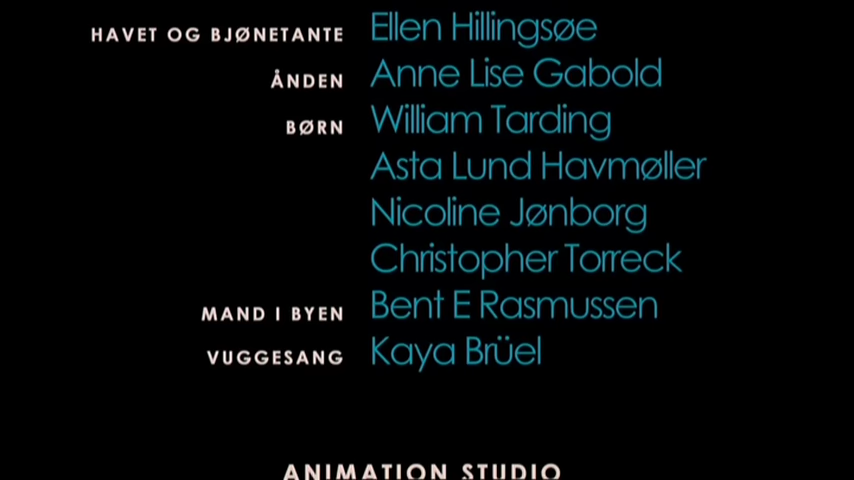 HAVET OG BJØNETANTE Ellen Hillingsøe
ÅNDEN Anne Lise Gabold
BØRN William Tarding
Asta Lund Havmøller
Nicoline Jønborg
Christopher Torreck
MAND I BYEN Bent E Rasmussen
VUGGESANG Kaya Brüel
ANIMATION STUDIO